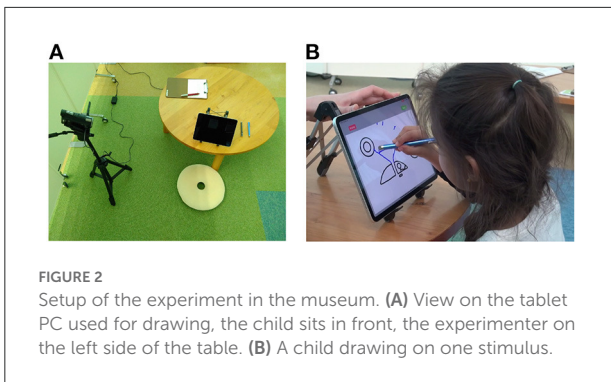 A
B
FIGURE 2
Setup of the experiment in the museum. (A) View on the tablet
PC used for drawing, the child sits in front, the experimenter on
the left side of the table. (B) A child drawing on one stimulus.